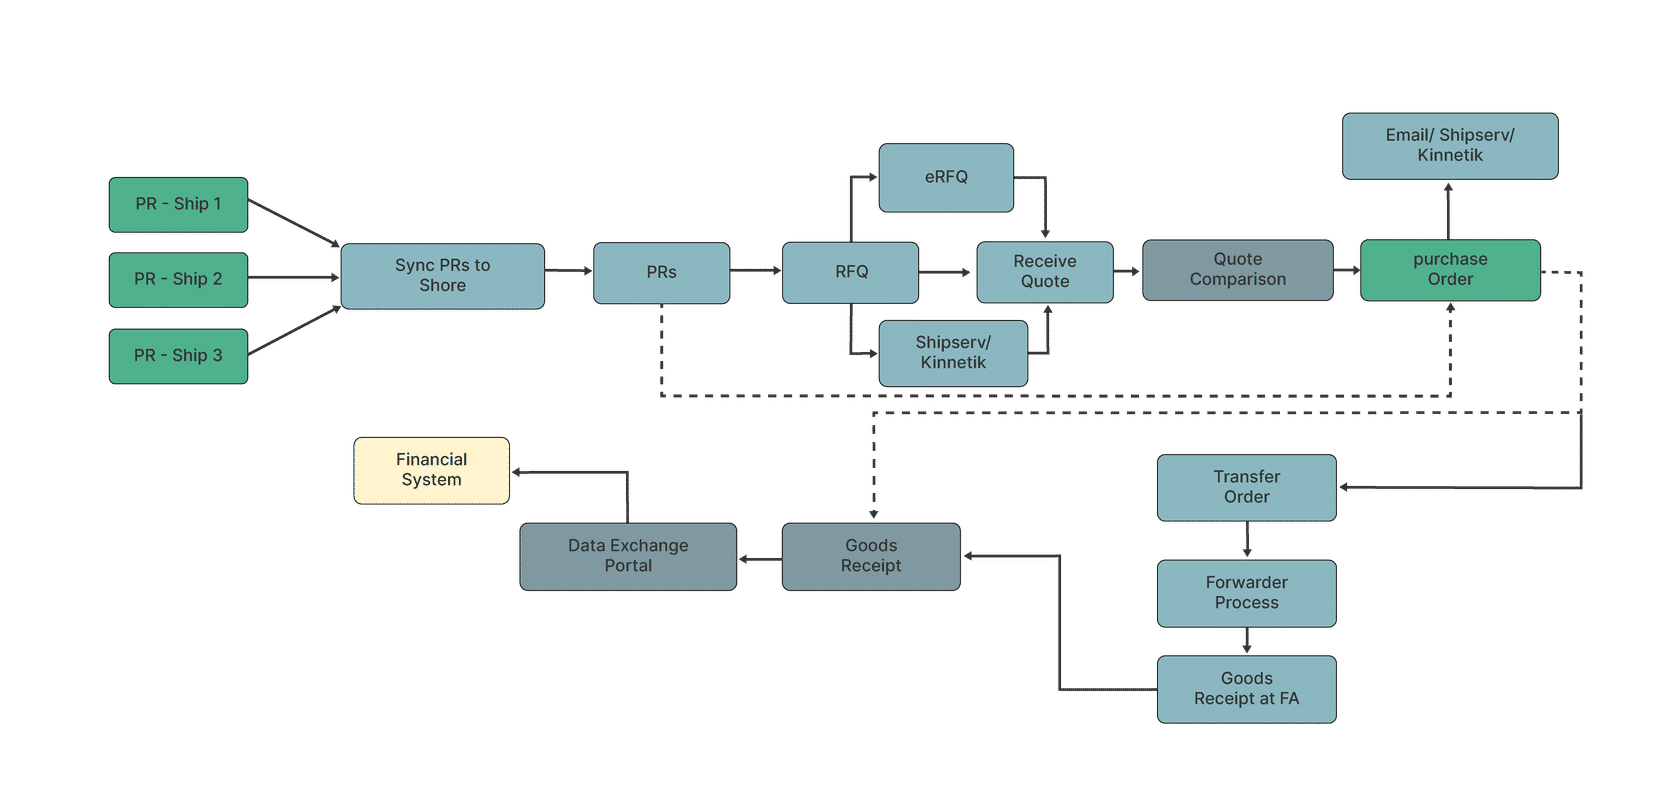 Email/ Shipserv/
Kinnetik
eRFQ
PR - Ship 1
PR - Ship 2
PR - Ship 3
Sync PRs to
Shore
PRs
RFQ
Receive
Quote
Quote
Comparison
purchase
Order
Shipserv/
Kinnetik
Financial
System
Transfer
Order
Data Exchange
Portal
Goods
Receipt
Forwarder
Process
Goods
Receipt at FA